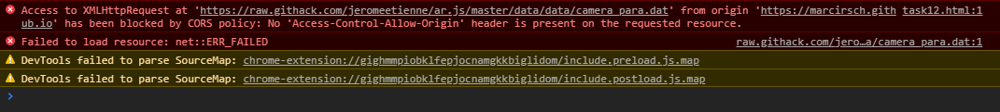 Access to XMLHttpRequest at 'https://raw.githack.com/jeromeetienne/ar.js/master/data/data/camera_para.dat' from origin 'https://marcirsch.gith task12.html:1
ub.io' has been blocked by CORS policy: No 'Access-Control-Allow-Origin' header is present on the requested resource.
Failed to load resource: net::ERR_FAILED raw.githack.com/jero…a/camera_para.dat:1
DevTools failed to parse SourceMap: chrome-extension://gighmmpiobklfepjocnamgkkbiglidom/include.preload.js.map
DevTools failed to parse SourceMap: chrome-extension://gighmmpiobklfepjocnamgkkbiglidom/include.postload.js.map